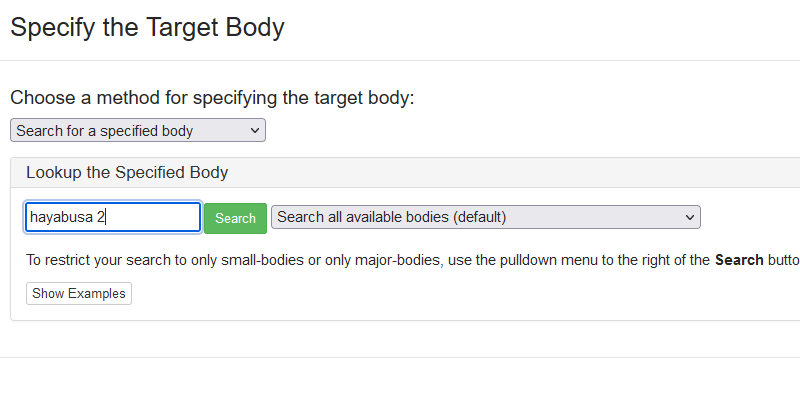 Specify the Target Body
Choose a method for specifying the target body:
Search for a specified body
Lookup the Specified Body
hayabusa 2 Search Search all available bodies (default)
To restrict your search to only small-bodies or only major-bodies, use the pulldown menu to the right of the Search butto
Show Examples